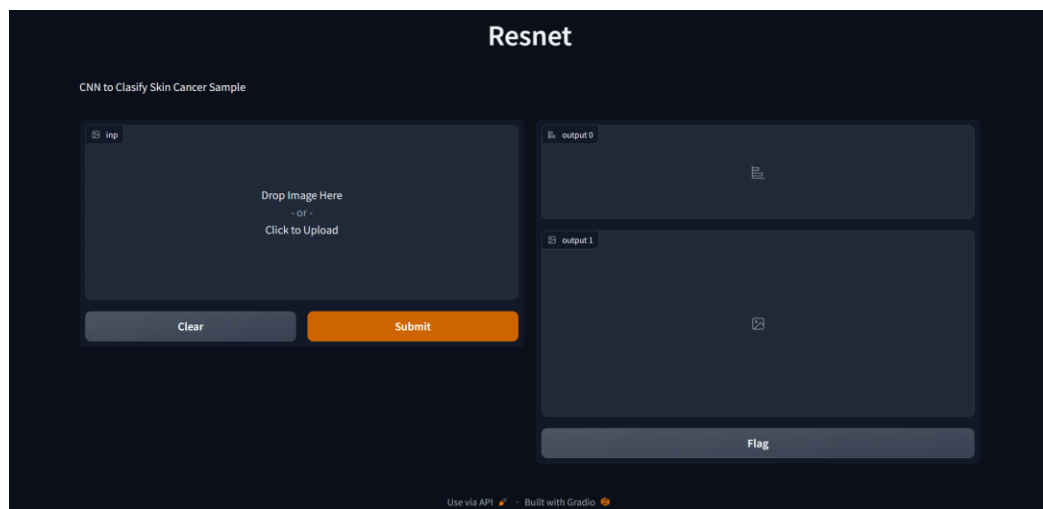 Resnet
CNN to Clasify Skin Cancer Sample
inp
Drop Image Here
- or -
Click to Upload
Clear
Submit
output 0
output 1
Flag
Use via API · Built with Gradio